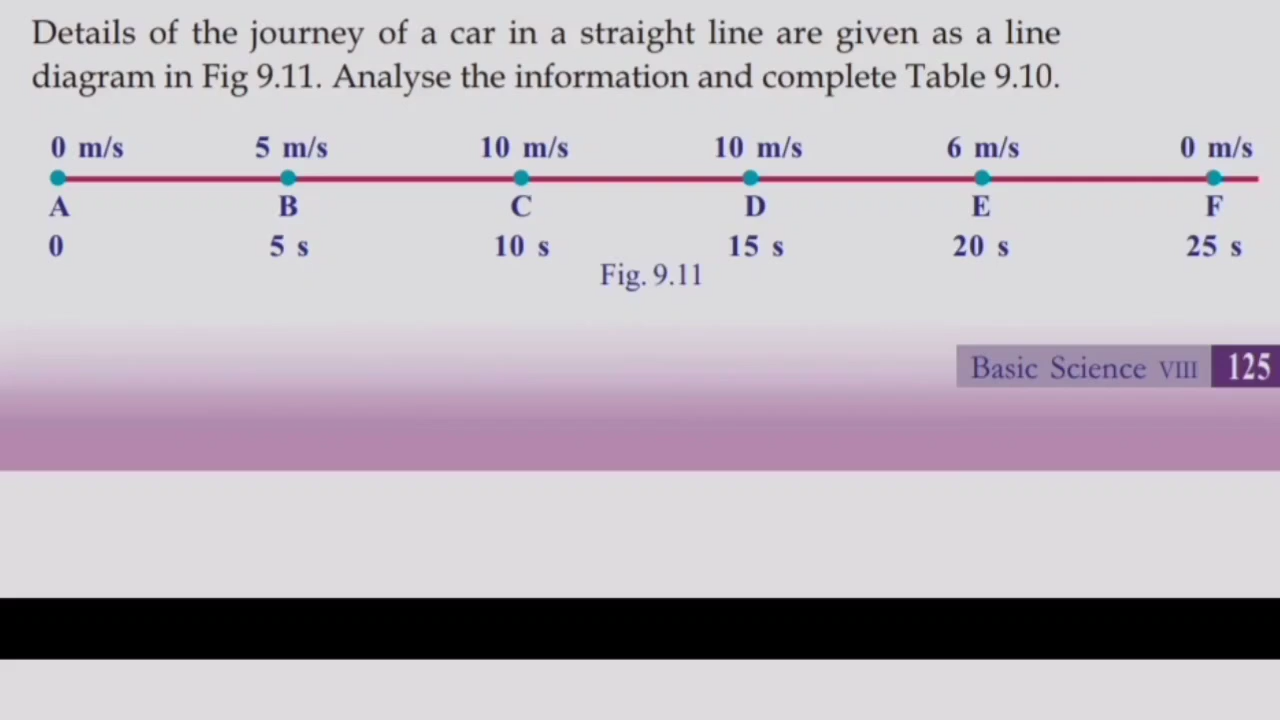 Details of the journey of a car in a straight line are given as a line
diagram in Fig 9.11. Analyse the information and complete Table 9.10.
0 m/s 5 m/s 10 m/s 10 m/s 6 m/s 0 m/s
A B C D E F
0 5 s 10 s 15 s 20 s 25 s
Fig. 9.11
Basic Science VIII 125